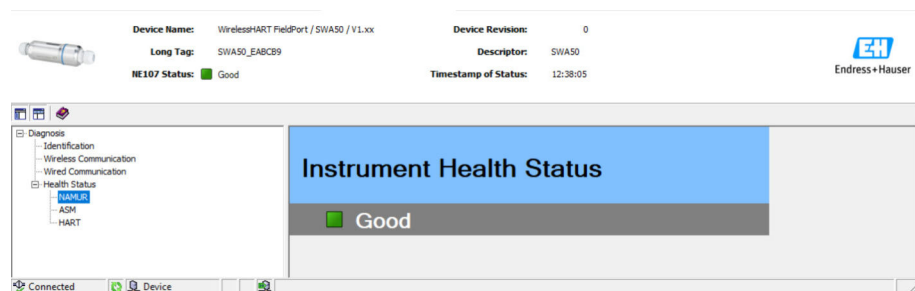 Device Name: WirelessHART FieldPort / SWA50 / V1.xx Device Revision: 0
Long Tag: SWA50_EABCB9 Descriptor: SWA50
NE107 Status: Good Timestamp of Status: 12:38:05
EH
Endress+Hauser
Diagnosis
Identification
Wireless Communication
Wired Communication
Health Status
NAMUR
ASM
HART
Instrument Health Status
Good
Connected Device